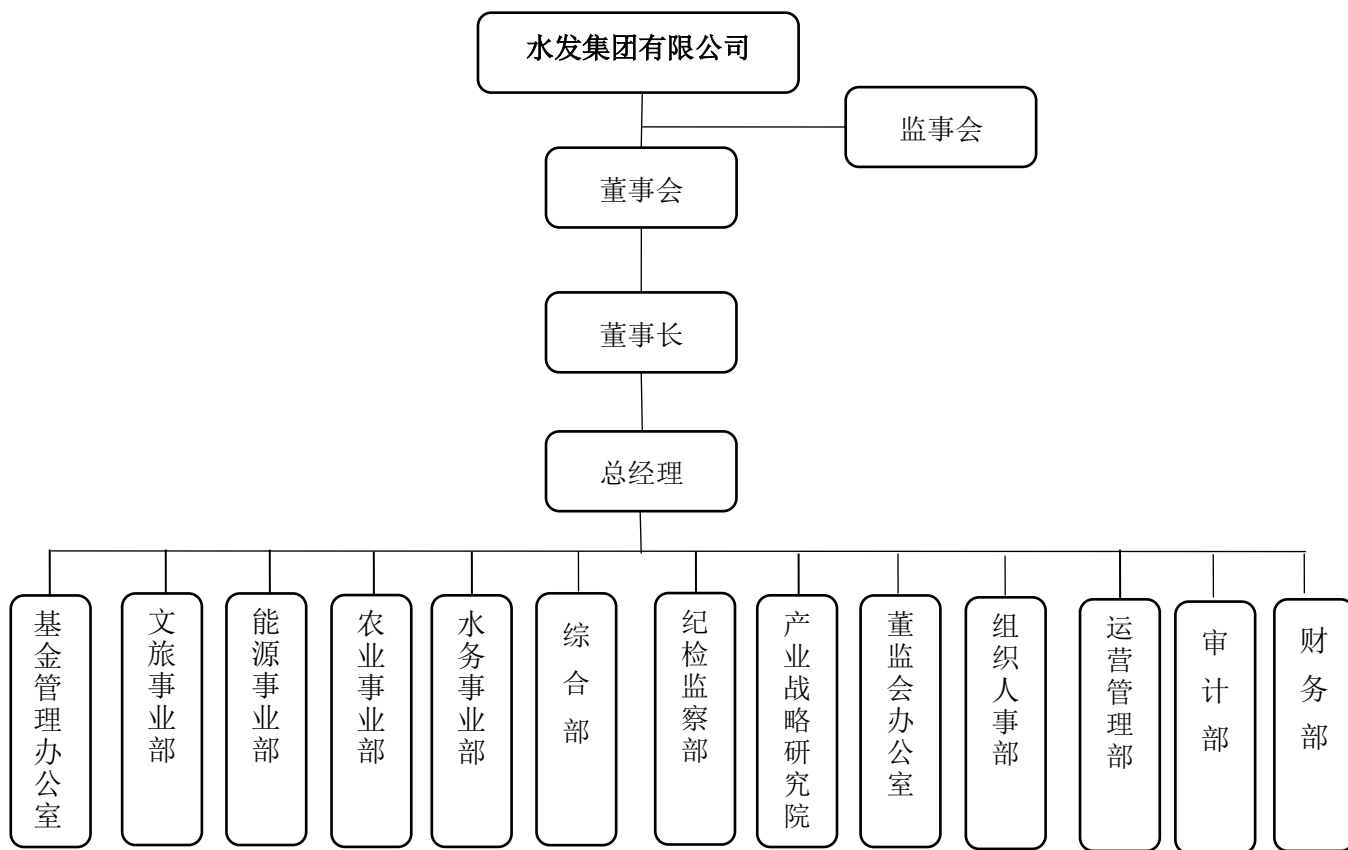 水发集团有限公司
监事会
董事会
董事长
总经理
基金管理办公室
文旅事业部
能源事业部
农业事业部
水务事业部
综合部
纪检监察部
产业战略研究院
董监会办公室
组织人事部
运营管理部
审计部
财务部